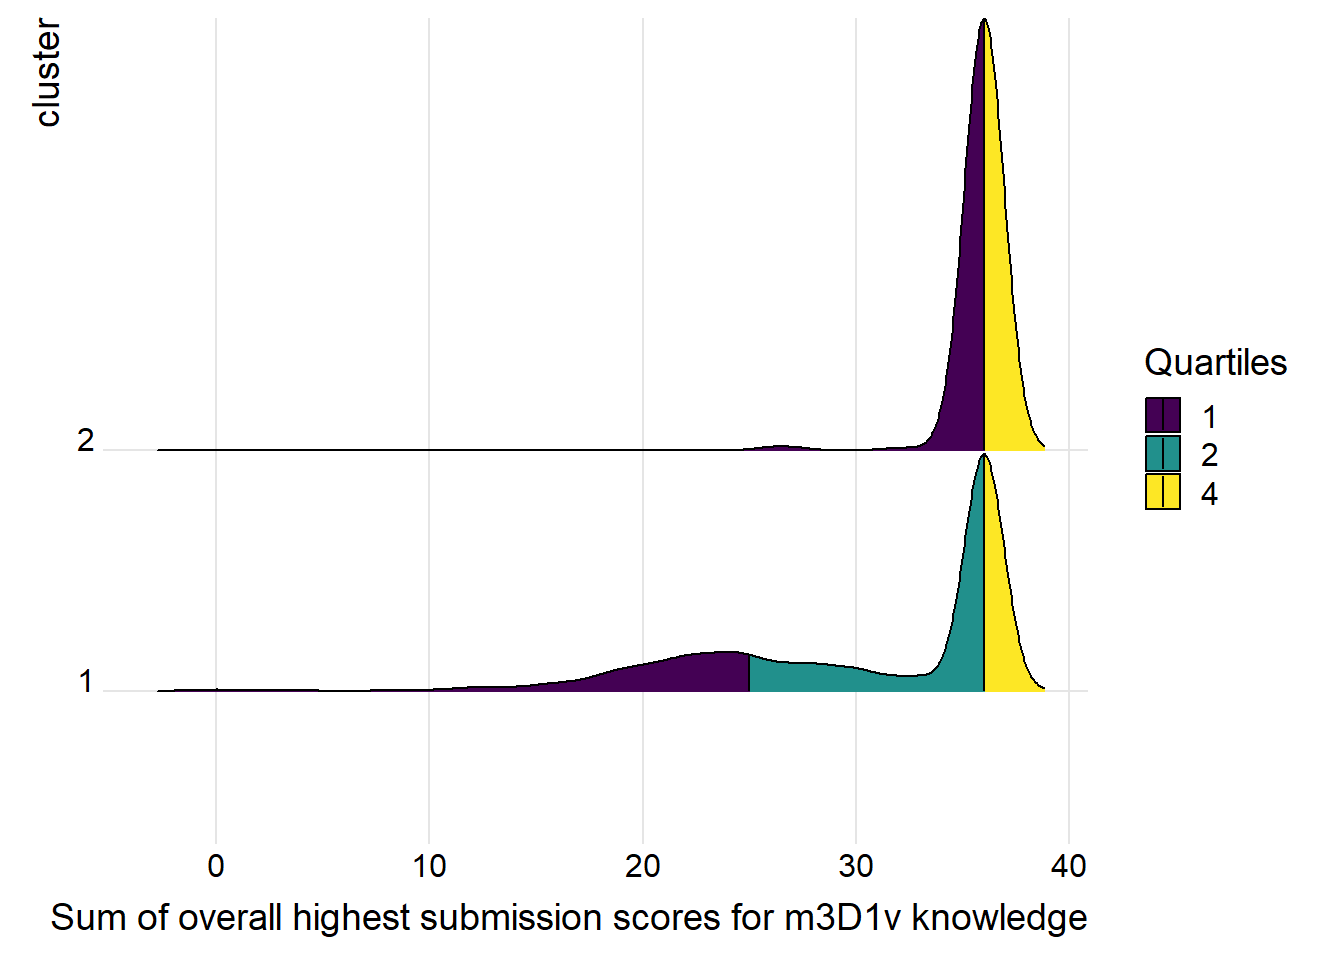 cluster
2
1
0 10 20 30 40
Sum of overall highest submission scores for m3D1v knowledge
Quartiles
1
2
4